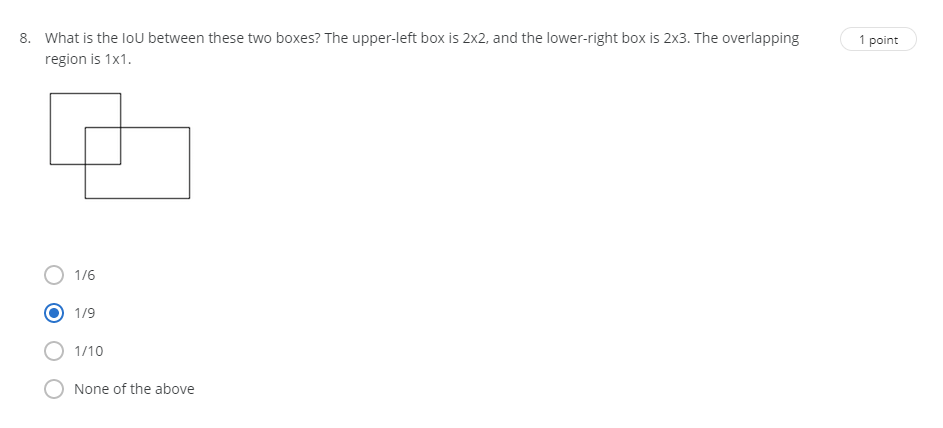 8. What is the IoU between these two boxes? The upper-left box is 2x2, and the lower-right box is 2x3. The overlapping
region is 1x1.
1 point
1/6
1/9
1/10
None of the above